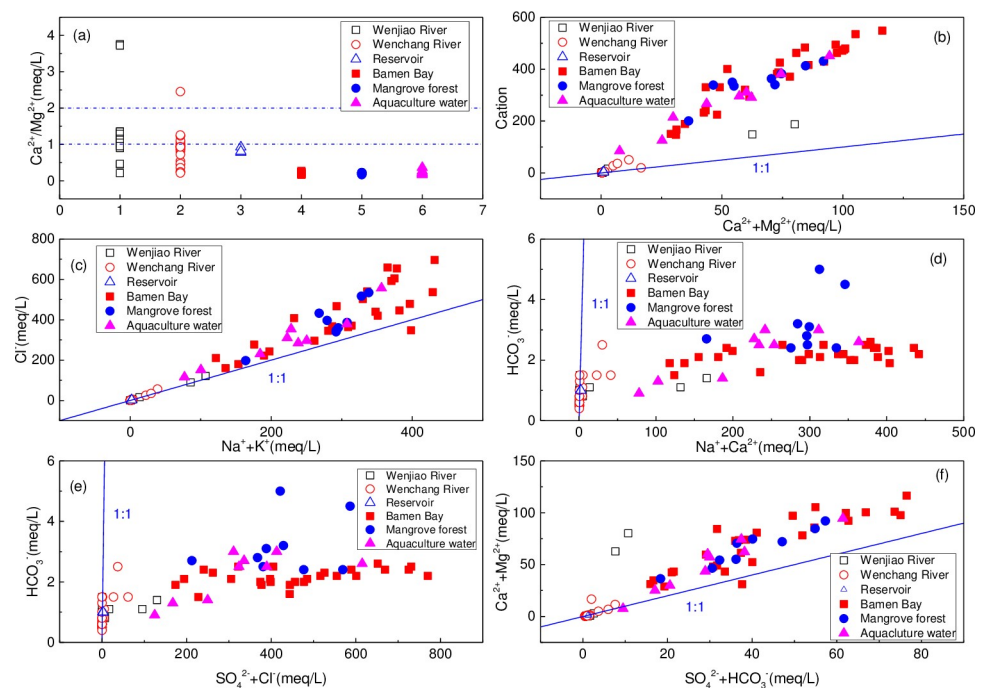 (a)
Wenjiao River
Wenchang River
Reservoir
Bamen Bay
Mangrove forest
Aquaculture water
Ca²⁺/Mg²⁺(meq/L)
4
3
2
1
0
0 1 2 3 4 5 6 7
(b)
Wenjiao River
Wenchang River
Reservoir
Bamen Bay
Mangrove forest
Aquaculture water
Cation
600
400
200
0
1:1
0 50 100 150
Ca²⁺+Mg²⁺(meq/L)
(c)
Wenjiao River
Wenchang River
Reservoir
Bamen Bay
Mangrove forest
Aquaculture water
Cl⁻(meq/L)
800
600
400
200
0
1:1
0 200 400
Na⁺+K⁺(meq/L)
(d)
Wenjiao River
Wenchang River
Reservoir
Bamen Bay
Mangrove forest
Aquaculture water
HCO₃⁻(meq/L)
6
4
2
0
1:1
0 100 200 300 400 500
Na⁺+Ca²⁺(meq/L)
(e)
Wenjiao River
Wenchang River
Reservoir
Bamen Bay
Mangrove forest
Aquaculture water
HCO₃⁻(meq/L)
6
4
2
0
1:1
0 200 400 600 800
SO₄²⁻+Cl⁻(meq/L)
(f)
Wenjiao River
Wenchang River
Reservoir
Bamen Bay
Mangrove forest
Aquacluture water
Ca²⁺+Mg²⁺(meq/L)
150
100
50
0
1:1
0 20 40 60 80
SO₄²⁻+HCO₃⁻(meq/L)